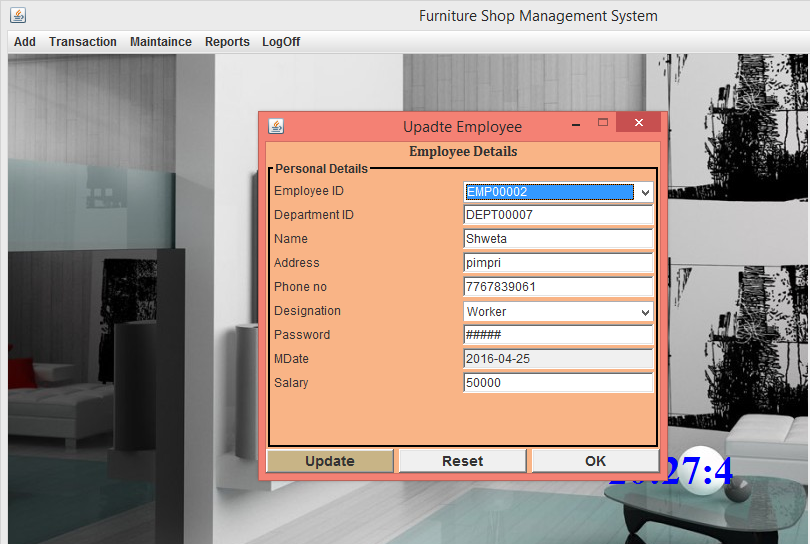 Furniture Shop Management System
Add Transaction Maintaince Reports LogOff
Upadte Employee
Employee Details
Personal Details
Employee ID EMP00002
Department ID DEPT00007
Name Shweta
Address pimpri
Phone no 7767839061
Designation Worker
Password #####
MDate 2016-04-25
Salary 50000
Update Reset OK
27:4